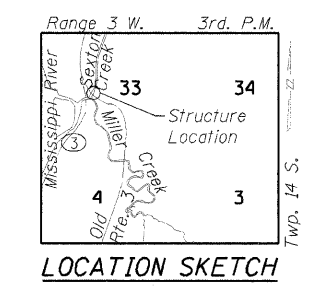 Range 3 W. 3rd. P.M.
Mississippi River
Sexton
Creek
33
34
Structure
Location
3
Miller
Creek
4
3
Old
Rte. 3
Twp. 14 S.
LOCATION SKETCH